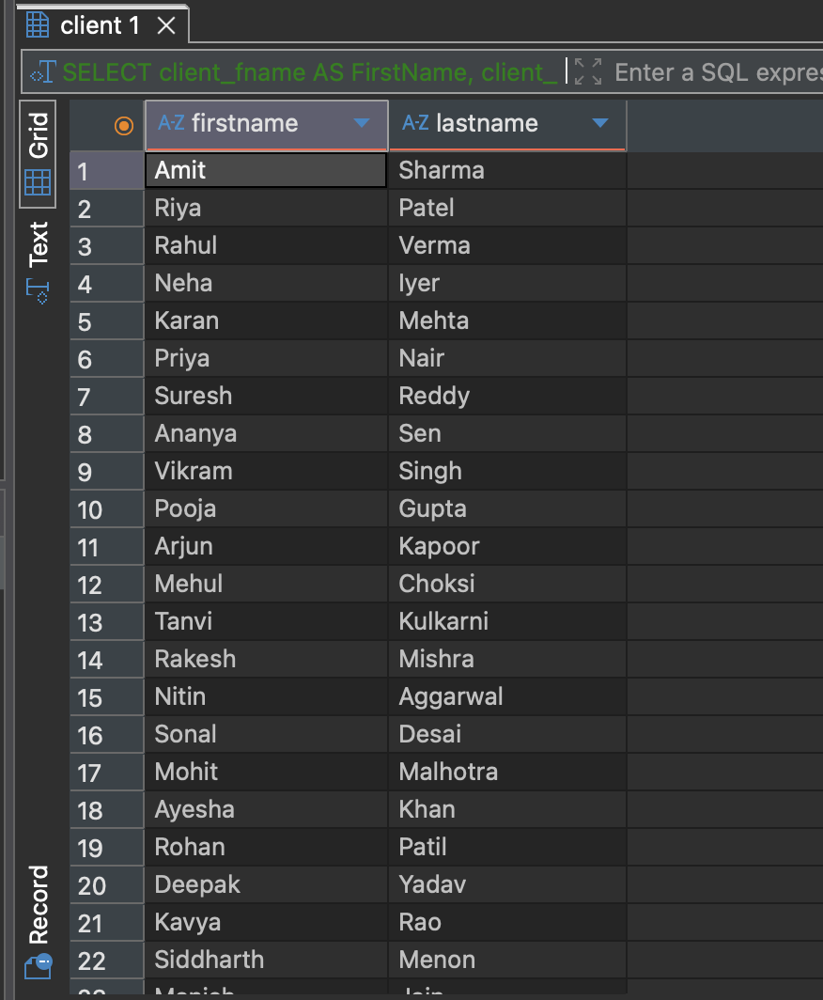 client 1
SELECT client_fname AS FirstName, client_ Enter a SQL expres
Grid
Text
Record
A-Z firstname A-Z lastname
1 Amit Sharma
2 Riya Patel
3 Rahul Verma
4 Neha Iyer
5 Karan Mehta
6 Priya Nair
7 Suresh Reddy
8 Ananya Sen
9 Vikram Singh
10 Pooja Gupta
11 Arjun Kapoor
12 Mehul Choksi
13 Tanvi Kulkarni
14 Rakesh Mishra
15 Nitin Aggarwal
16 Sonal Desai
17 Mohit Malhotra
18 Ayesha Khan
19 Rohan Patil
20 Deepak Yadav
21 Kavya Rao
22 Siddharth Menon